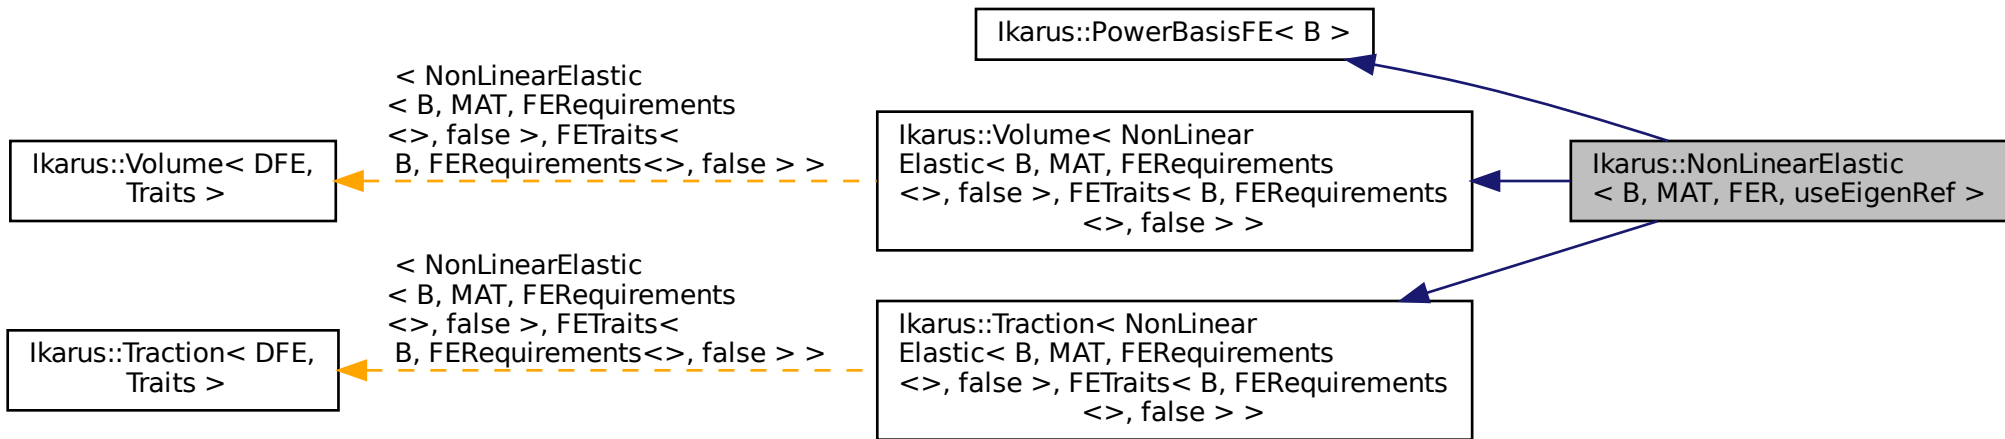 Ikarus::PowerBasisFE< B >
< NonLinearElastic
< B, MAT, FERequirements
<>, false >, FETraits<
B, FERequirements<>, false > >
Ikarus::Volume< DFE,
Traits >
Ikarus::Volume< NonLinear
Elastic< B, MAT, FERequirements
<>, false >, FETraits< B, FERequirements
<>, false > >
Ikarus::NonLinearElastic
< B, MAT, FER, useEigenRef >
< NonLinearElastic
< B, MAT, FERequirements
<>, false >, FETraits<
B, FERequirements<>, false > >
Ikarus::Traction< DFE,
Traits >
Ikarus::Traction< NonLinear
Elastic< B, MAT, FERequirements
<>, false >, FETraits< B, FERequirements
<>, false > >